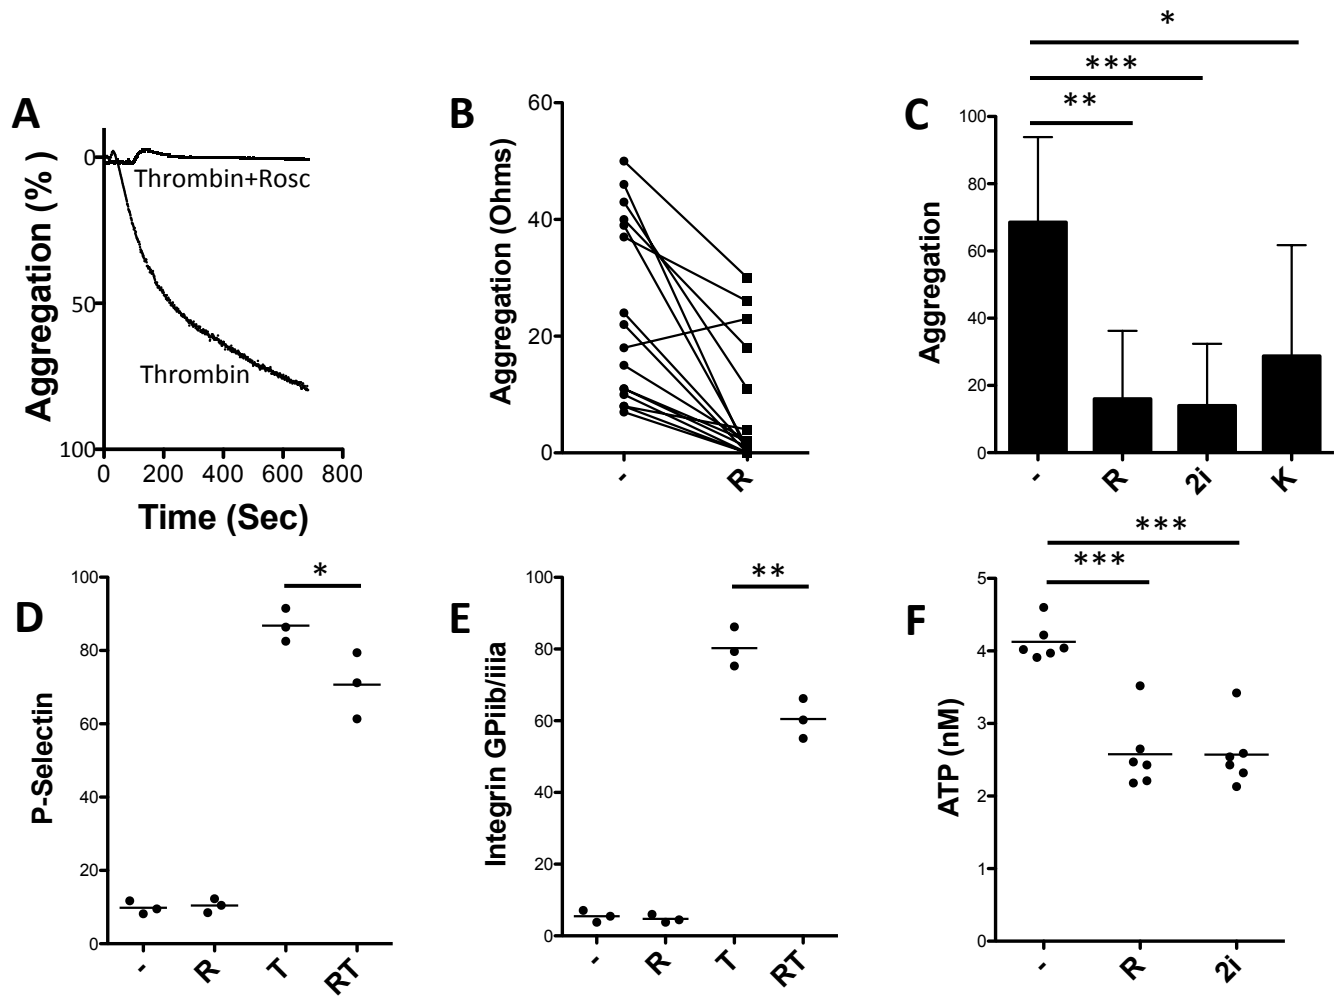 A
Aggregation (% )
0
50
100
Thrombin+Rosc
Thrombin
0 200 400 600 800
Time (Sec)
B
Aggregation (Ohms)
60
40
20
0
- R
C
*
***
**
Aggregation
100
80
60
40
20
0
- R 2i K
D
*
P-Selectin
100
80
60
40
20
0
- R T RT
E
**
Integrin GPiib/iiia
100
80
60
40
20
0
- R T RT
F
***
***
ATP (nM)
5
4
3
2
1
0
- R 2i